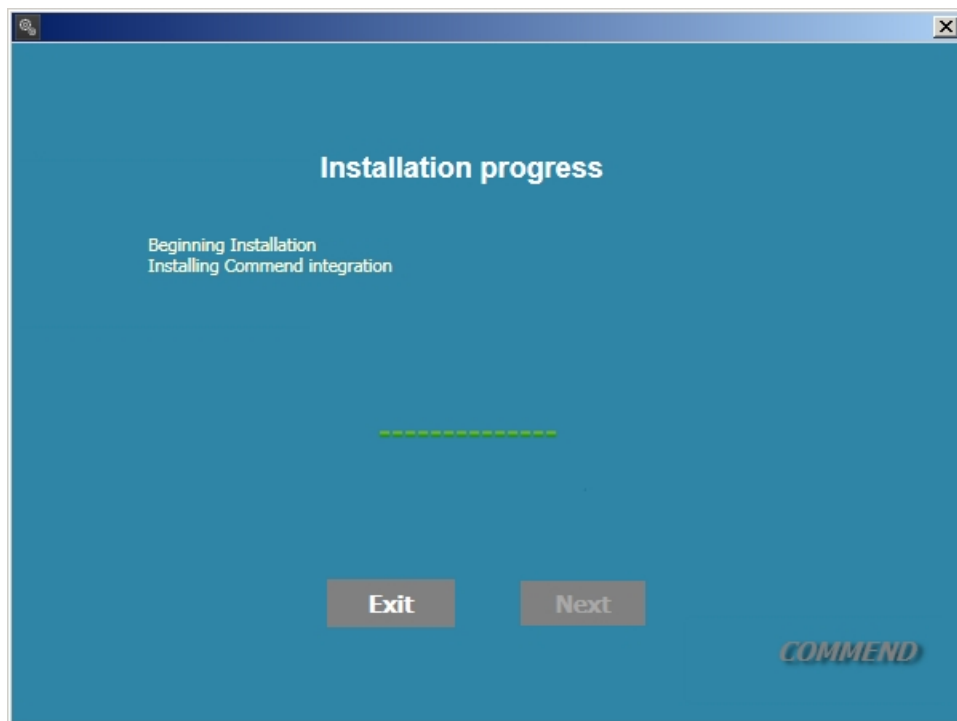 Installation progress
Beginning Installation
Installing Commend integration
Exit
Next
COMMEND